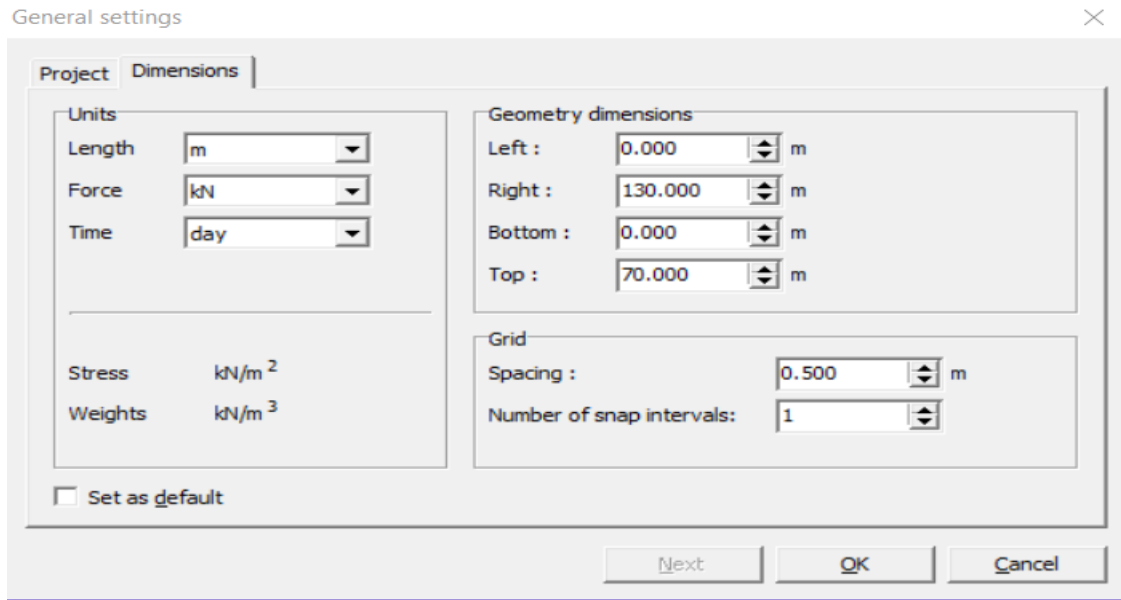 General settings
Project Dimensions
Units
Length m
Force kN
Time day
Stress kN/m 2
Weights kN/m 3
Geometry dimensions
Left : 0.000 m
Right : 130.000 m
Bottom : 0.000 m
Top : 70.000 m
Grid
Spacing : 0.500 m
Number of snap intervals: 1
Set as default
Next OK Cancel